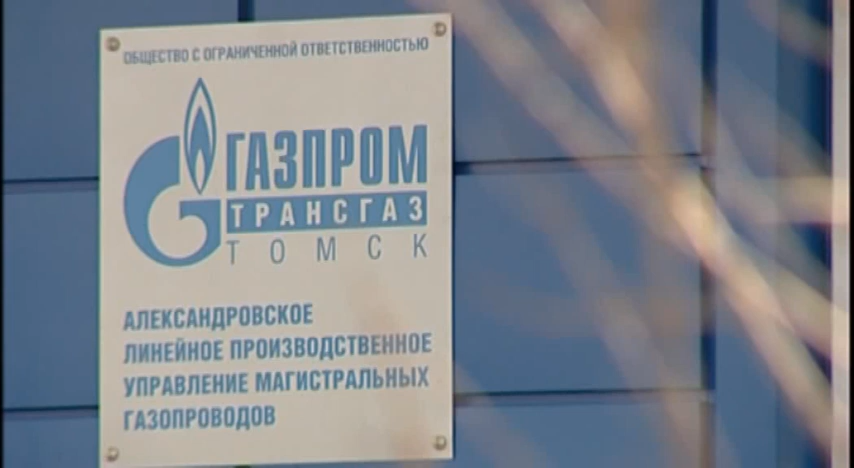 ОБЩЕСТВО С ОГРАНИЧЕННОЙ ОТВЕТСТВЕННОСТЬЮ
ГАЗПРОМ
ТРАНСГАЗ
ТОМСК
АЛЕКСАНДРОВСКОЕ
ЛИНЕЙНОЕ ПРОИЗВОДСТВЕННОЕ
УПРАВЛЕНИЕ МАГИСТРАЛЬНЫХ
ГАЗОПРОВОДОВ